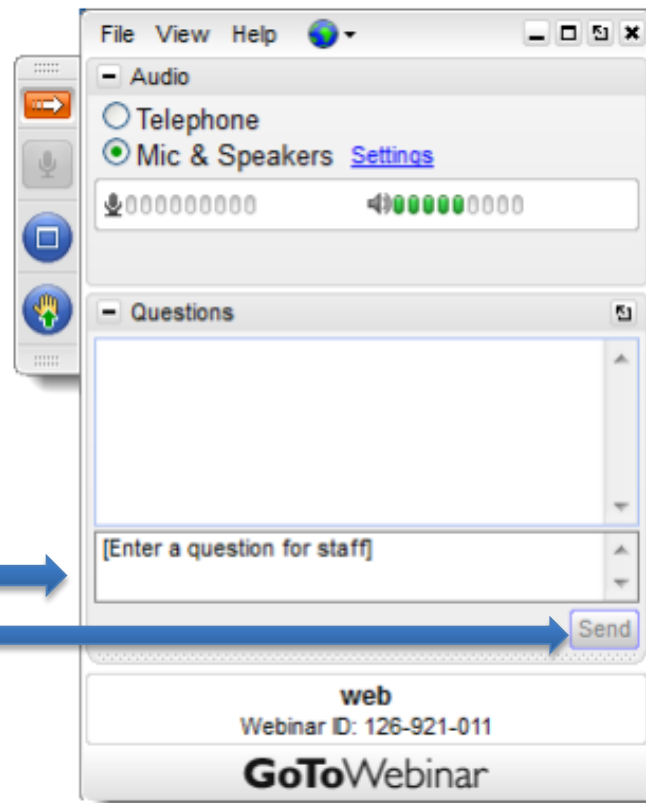 File View Help
Audio
Telephone
Mic & Speakers Settings
Questions
[Enter a question for staff]
Send
web
Webinar ID: 126-921-011
GoToWebinar